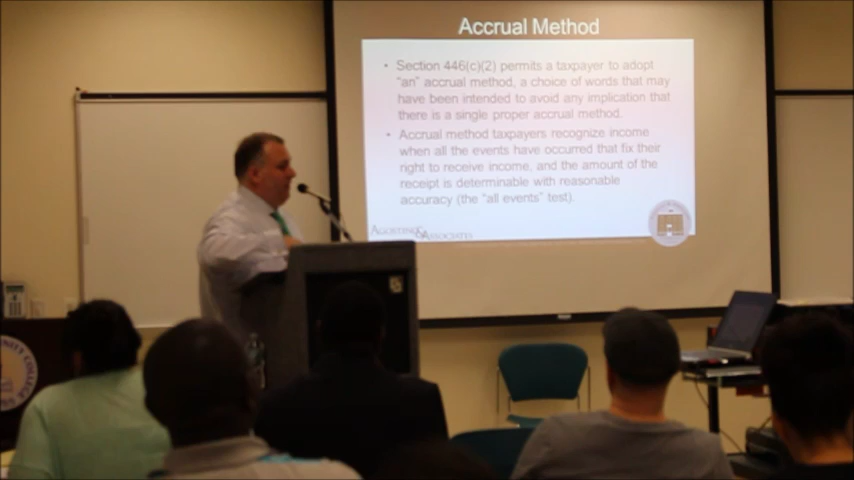 Accrual Method
• Section 446(c)(2) permits a taxpayer to adopt
"an" accrual method, a choice of words that may
have been intended to avoid any implication that
there is a single proper accrual method.
• Accrual method taxpayers recognize income
when all the events have occurred that fix their
right to receive income, and the amount of the
receipt is determinable with reasonable
accuracy (the "all events" test).
AGOSTINO
& ASSOCIATES
COLLEGE